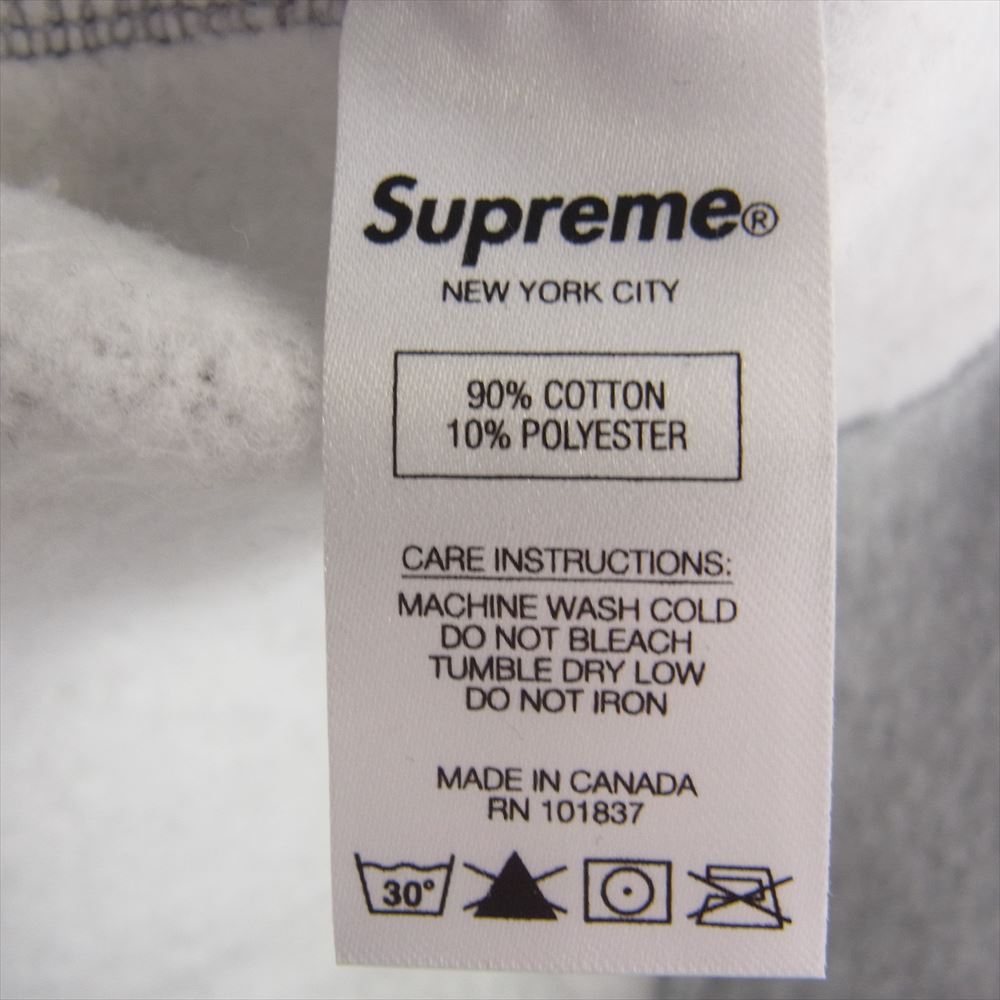 Supreme®
NEW YORK CITY
90% COTTON
10% POLYESTER
CARE INSTRUCTIONS:
MACHINE WASH COLD
DO NOT BLEACH
TUMBLE DRY LOW
DO NOT IRON
MADE IN CANADA
RN 101837
30°